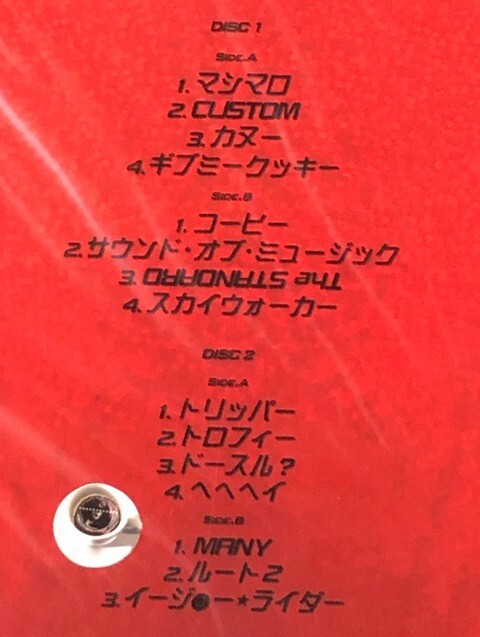 DISC 1
SIDE.A
1. マシマロ
2. CUSTOM
3. カヌー
4. ギブミークッキー
SIDE.B
1. コーヒー
2. サウンド・オブ・ミュージック
3. The STANDARD
4. スカイウォーカー
DISC 2
SIDE.A
1. トリッパー
2. トロフィー
3. ドースル?
4. ヘヘヘイ
SIDE.B
1. MANY
2. ルート2
3. イージ●ー★ライダー